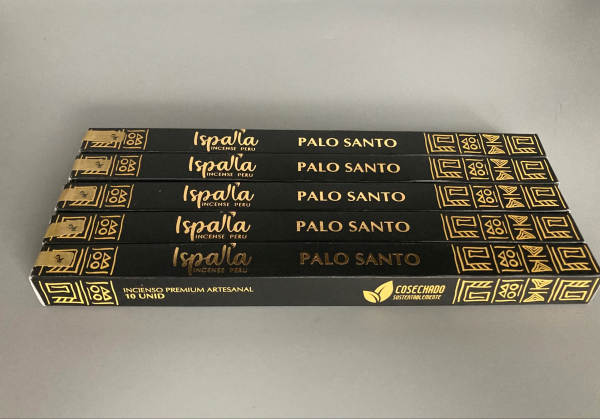 Ispalla
INCENSE PERU
PALO SANTO
Ispalla
INCENSE PERU
PALO SANTO
Ispalla
INCENSE PERU
PALO SANTO
Ispalla
INCENSE PERU
PALO SANTO
Ispalla
INCENSE PERU
PALO SANTO
INCIENSO PREMIUM ARTESANAL
10 UNID
COSECHADO
SUSTENTABLEMENTE